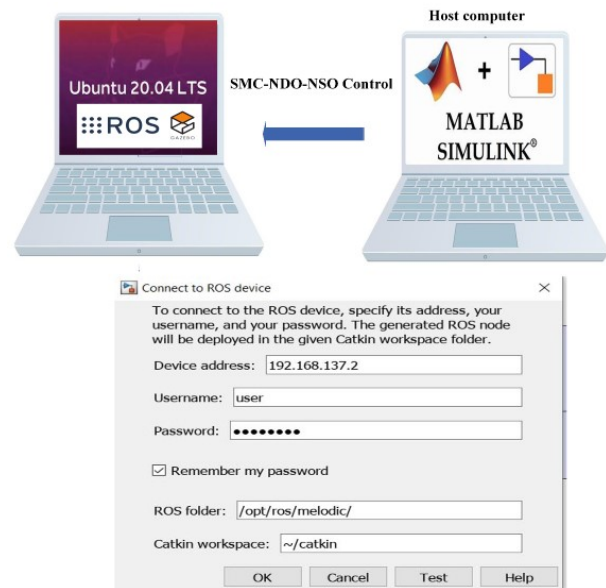 Host computer
Ubuntu 20.04 LTS
ROS
GAZEBO
SMC-NDO-NSO Control
+
MATLAB
SIMULINK®
Connect to ROS device
To connect to the ROS device, specify its address, your
username, and your password. The generated ROS node
will be deployed in the given Catkin workspace folder.
Device address: 192.168.137.2
Username: user
Password: ●●●●●●●●
Remember my password
ROS folder: /opt/ros/melodic/
Catkin workspace: ~/catkin
OK Cancel Test Help